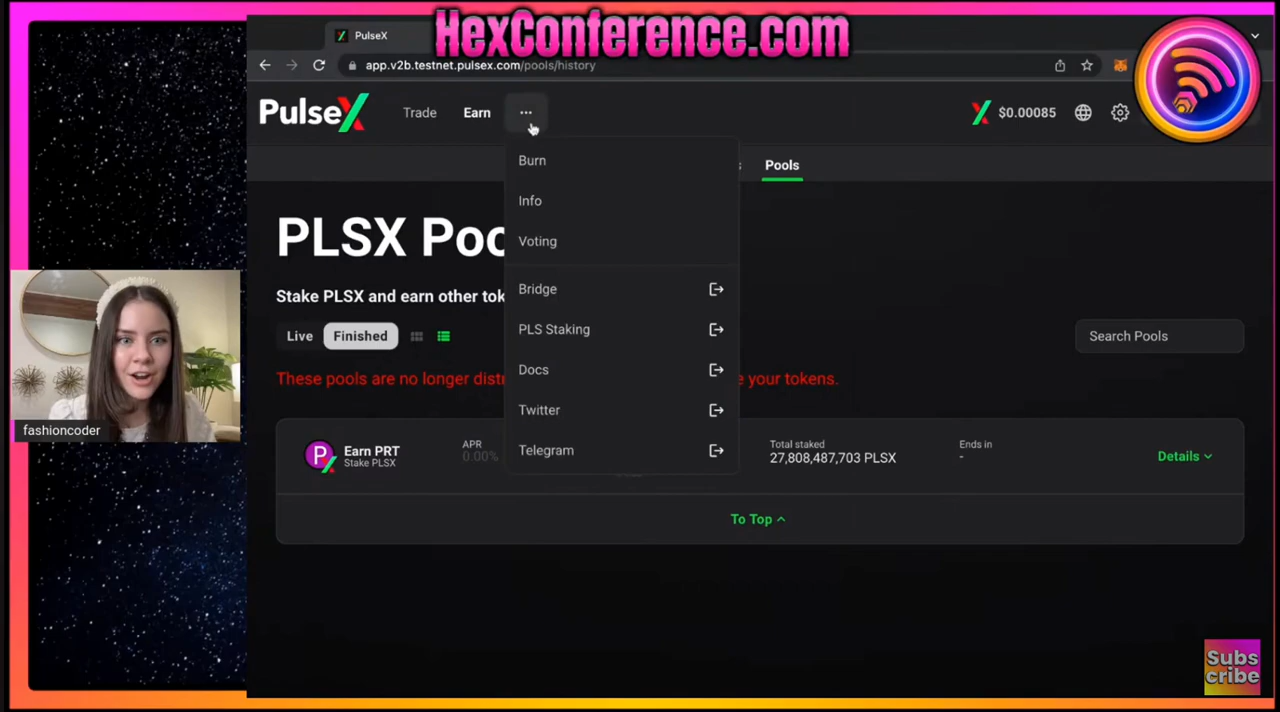 HexConference.com
PulseX
app.v2b.testnet.pulsex.com/pools/history
PulseX
Trade
Earn
...
$0.00085
Burn
Info
Voting
Bridge
PLS Staking
Docs
Twitter
Telegram
Pools
PLSX Poo
Stake PLSX and earn other tok
Live
Finished
Search Pools
These pools are no longer distr
e your tokens.
fashioncoder
P
Earn PRT
Stake PLSX
APR
0.00%
Total staked
27,808,487,703 PLSX
Ends in
-
Details
To Top
Subs
cribe